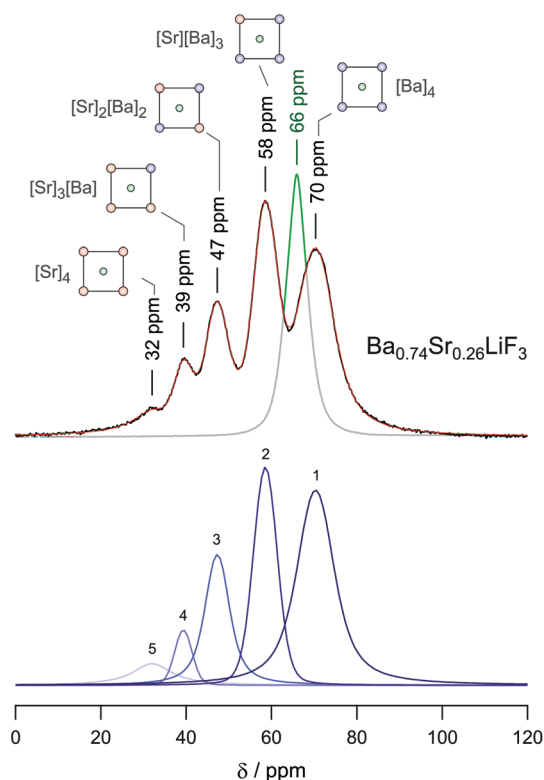 [Sr][Ba]₃
[Sr]₂[Ba]₂
[Ba]₄
[Sr]₃[Ba]
[Sr]₄
32 ppm
39 ppm
47 ppm
58 ppm
66 ppm
70 ppm
Ba₀.₇₄Sr₀.₂₆LiF₃
1
2
3
4
5
0 20 40 60 80 100 120
δ / ppm